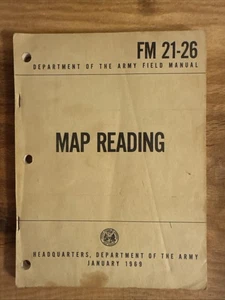 FM 21-26
DEPARTMENT OF THE ARMY FIELD MANUAL
MAP READING
HEADQUARTERS, DEPARTMENT OF THE ARMY
JANUARY 1969